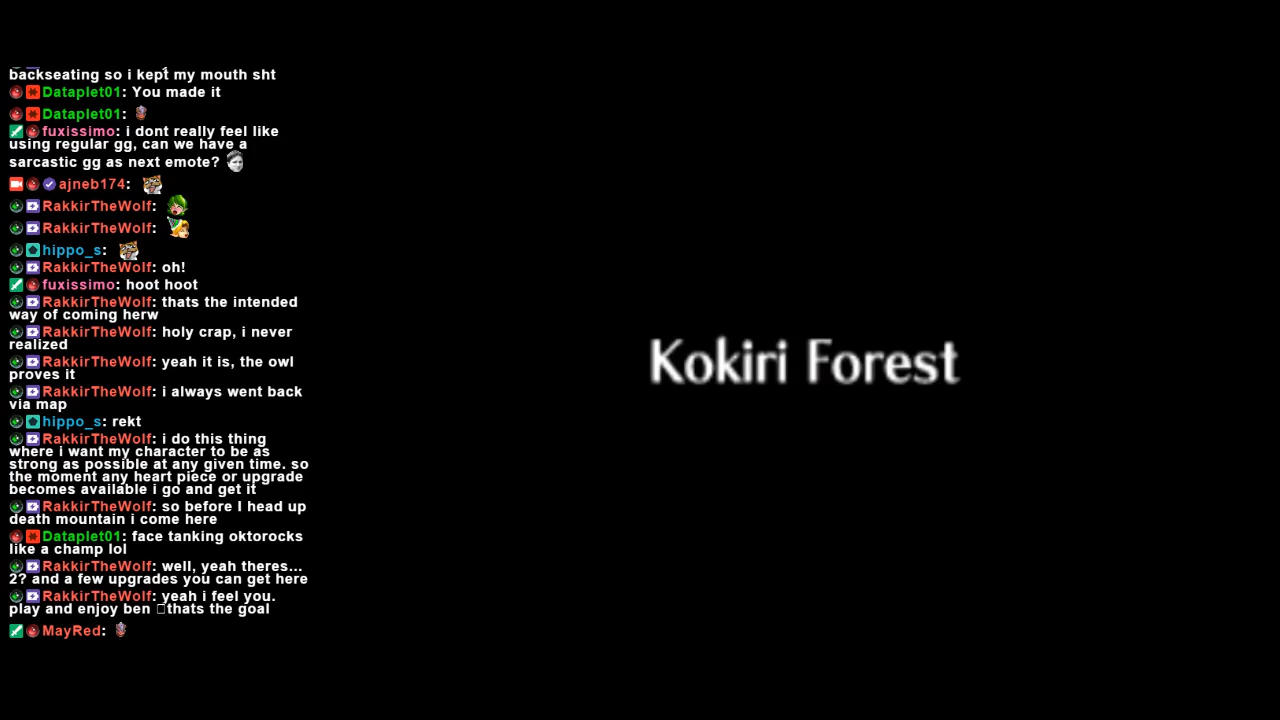 backseating so i kept my mouth sht
Dataplet01: You made it
Dataplet01:
fuxissimo: i dont really feel like
using regular gg, can we have a
sarcastic gg as next emote?
ajneb174:
RakkirTheWolf:
RakkirTheWolf:
hippo_s:
RakkirTheWolf: oh!
fuxissimo: hoot hoot
RakkirTheWolf: thats the intended
way of coming herw
RakkirTheWolf: holy crap, i never
realized
RakkirTheWolf: yeah it is, the owl
proves it
RakkirTheWolf: i always went back
via map
hippo_s: rekt
RakkirTheWolf: i do this thing
where i want my character to be as
strong as possible at any given time. so
the moment any heart piece or upgrade
becomes available i go and get it
RakkirTheWolf: so before I head up
death mountain i come here
Dataplet01: face tanking oktorocks
like a champ lol
RakkirTheWolf: well, yeah theres...
2? and a few upgrades you can get here
RakkirTheWolf: yeah i feel you.
play and enjoy ben thats the goal
MayRed:
Kokiri Forest